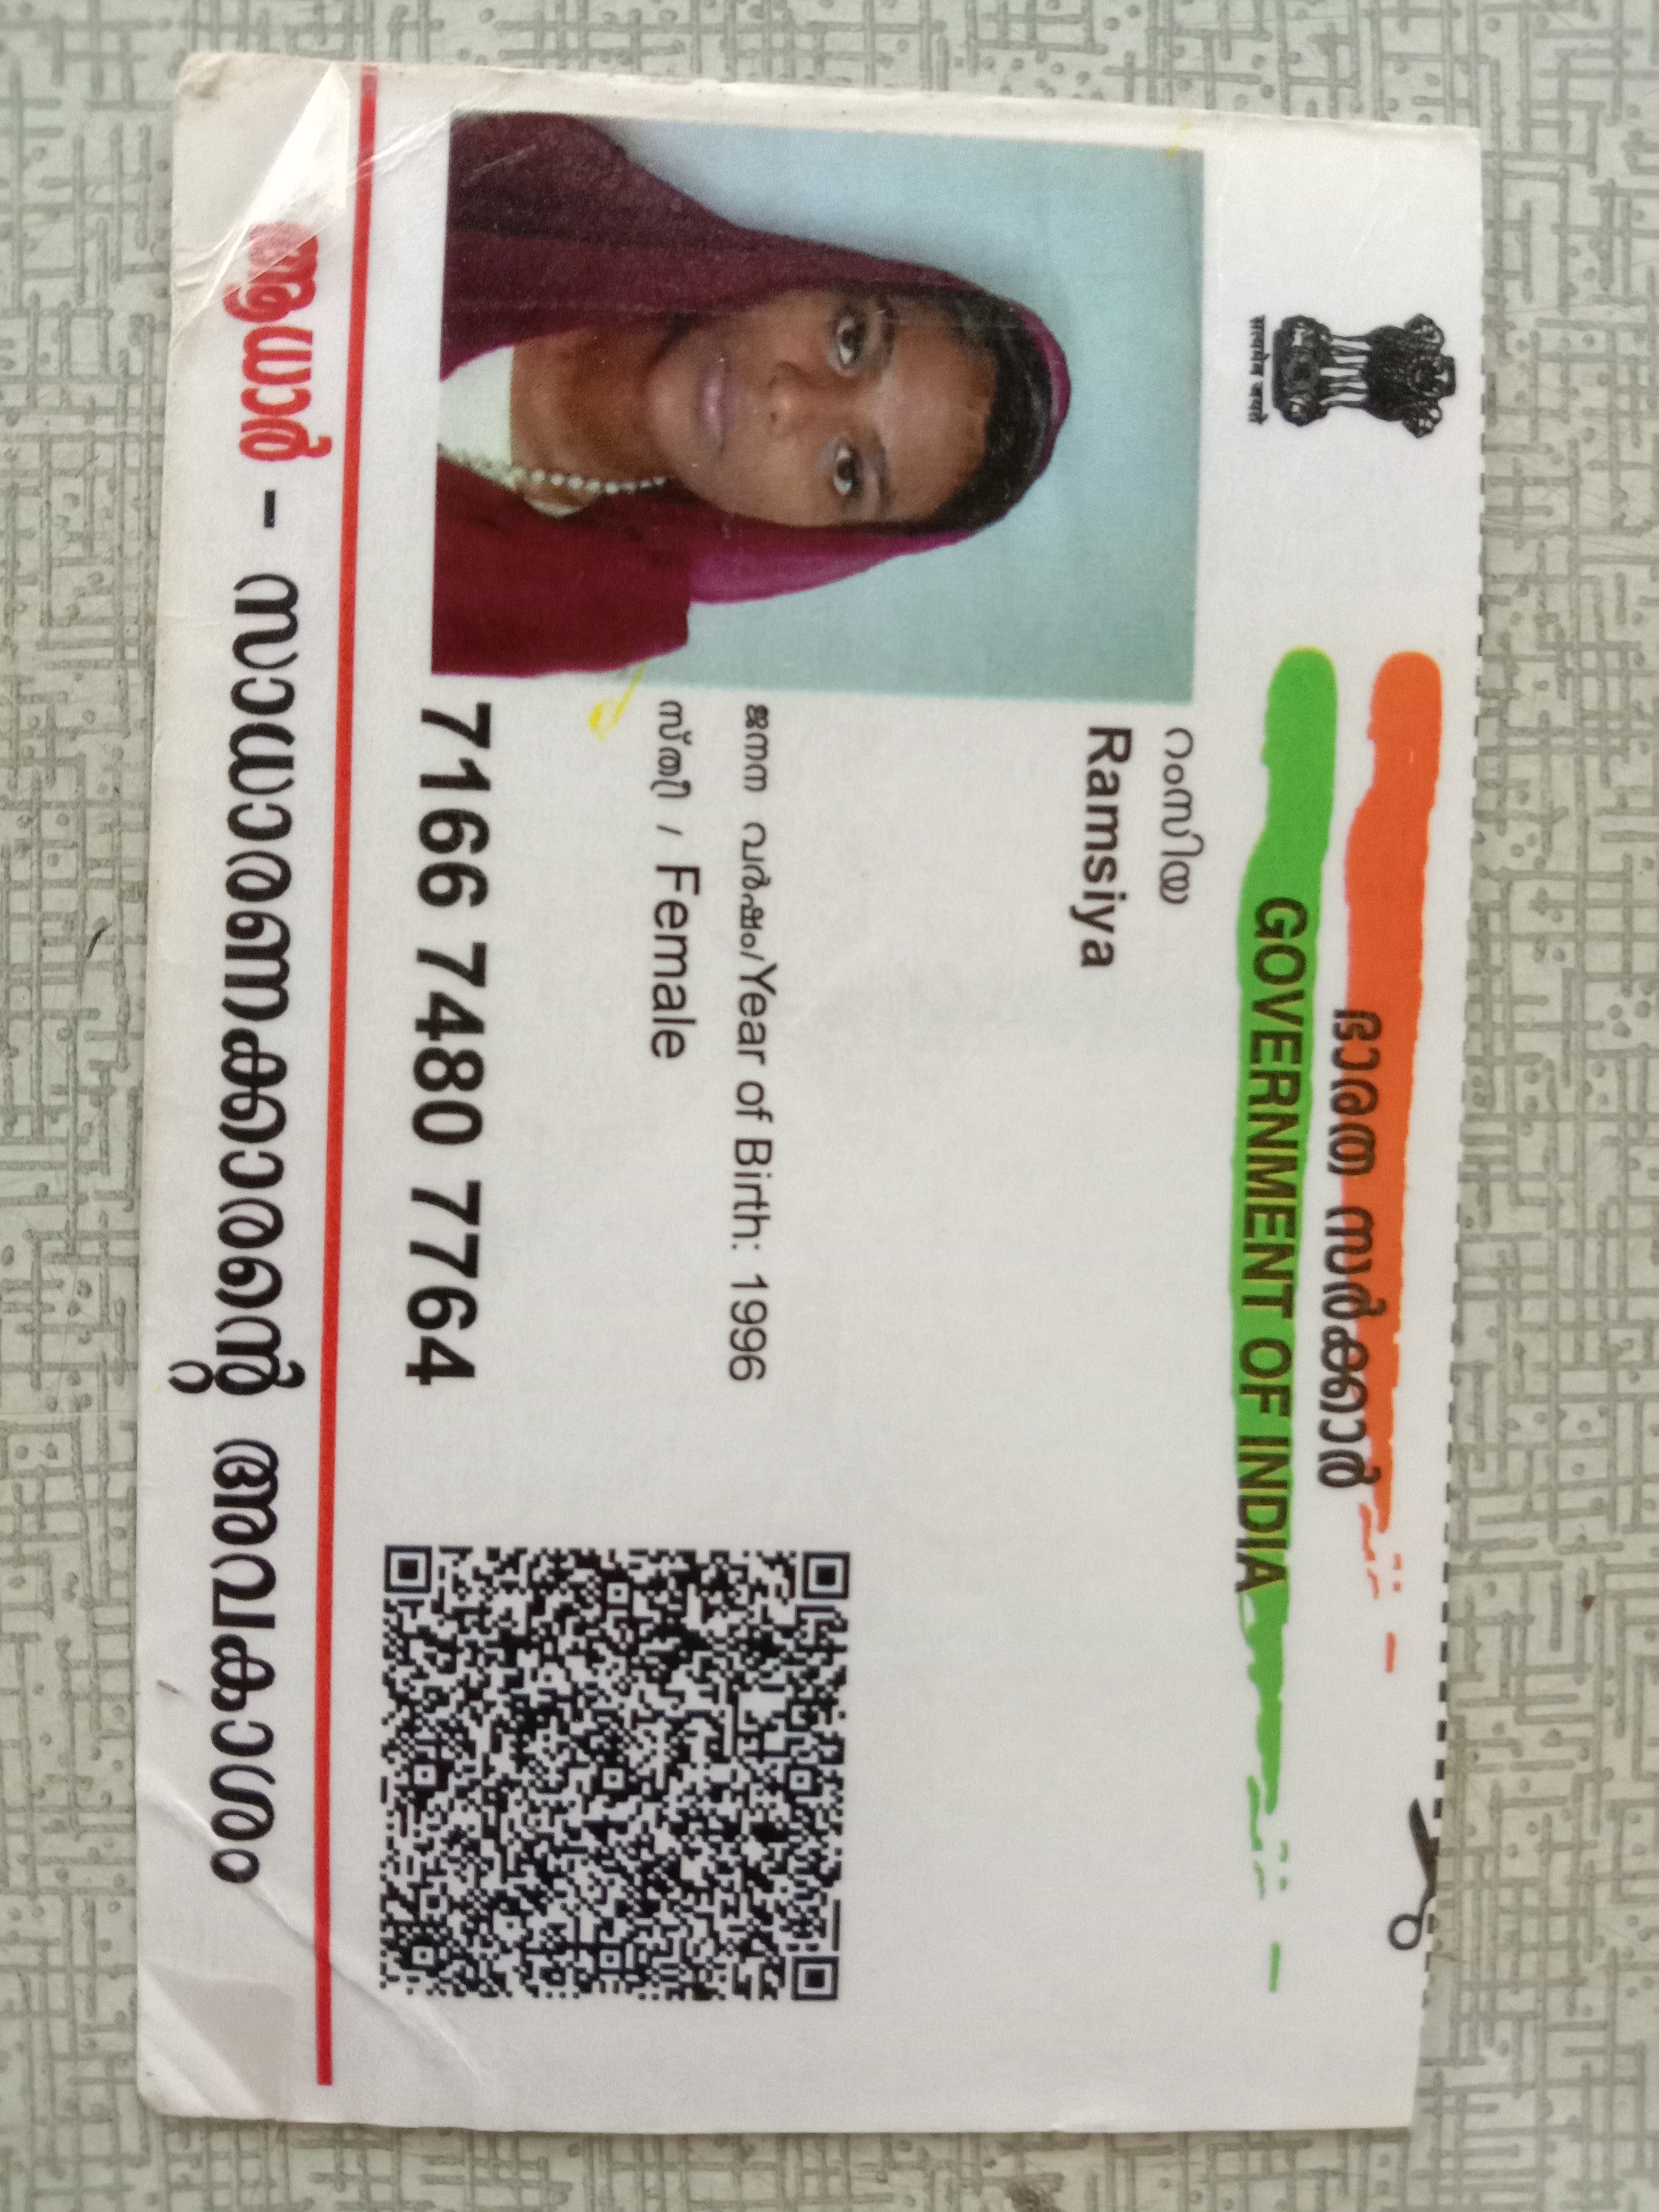 ഭാരത സർക്കാർ
GOVERNMENT OF INDIA
सत्यमेव जयते
റംസിയ
Ramsiya
ജനന വർഷം/Year of Birth: 1996
സ്ത്രീ / Female
7166 7480 7764
ആധാർ - സാധാരണക്കാരന്റെ അവകാശം